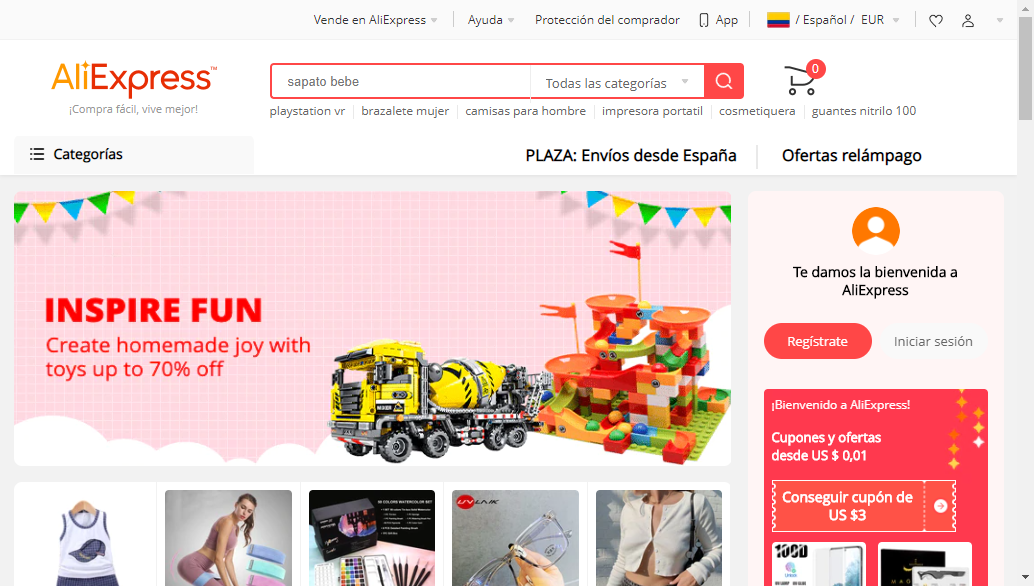 Vende en AliExpress
Ayuda
Protección del comprador
App
/ Español / EUR
AliExpress™
¡Compra fácil, vive mejor!
sapato bebe
Todas las categorías
0
playstation vr
brazalete mujer
camisas para hombre
impresora portatil
cosmetiquera
guantes nitrilo 100
Categorías
PLAZA: Envíos desde España
Ofertas relámpago
INSPIRE FUN
Create homemade joy with
toys up to 70% off
MIXER
Te damos la bienvenida a
AliExpress
Regístrate
Iniciar sesión
¡Bienvenido a AliExpress!
Cupones y ofertas
desde US $ 0,01
Conseguir cupón de
US $3
UVLAIK